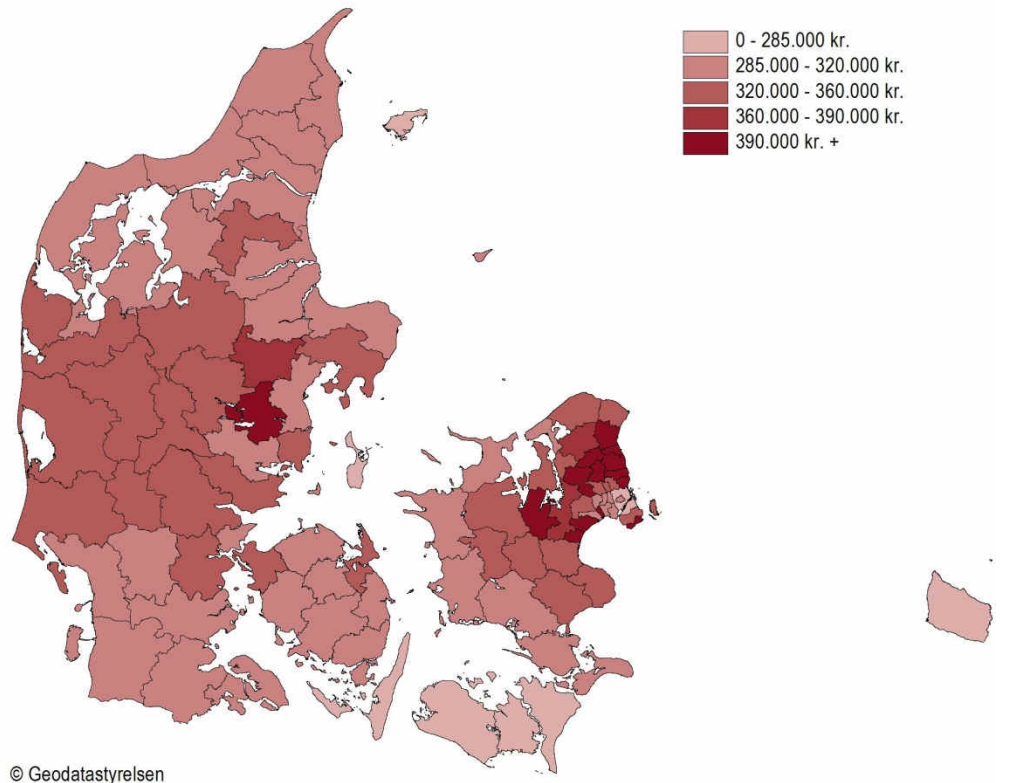 0 - 285.000 kr.
285.000 - 320.000 kr.
320.000 - 360.000 kr.
360.000 - 390.000 kr.
390.000 kr. +
© Geodatastyrelsen